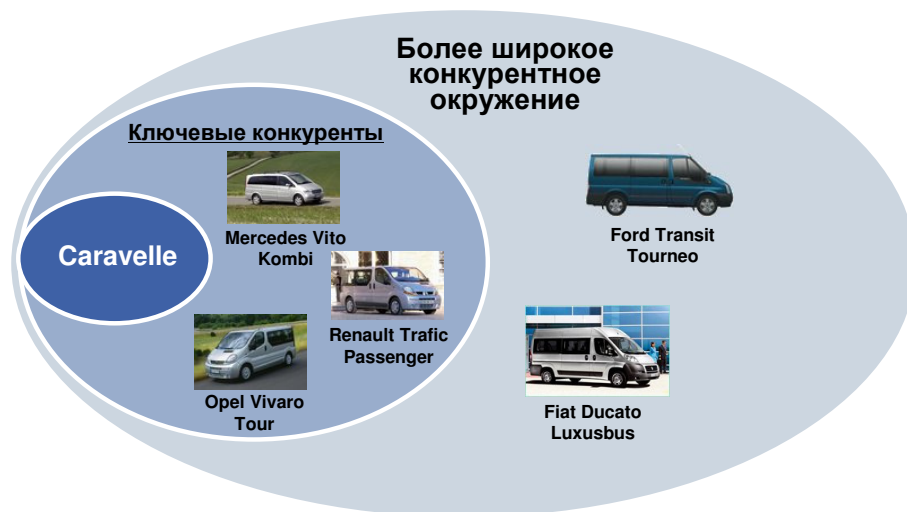 Более широкое
конкурентное
окружение
Ключевые конкуренты
Caravelle
Mercedes Vito
Kombi
Renault Trafic
Passenger
Opel Vivaro
Tour
Ford Transit
Tourneo
Fiat Ducato
Luxusbus